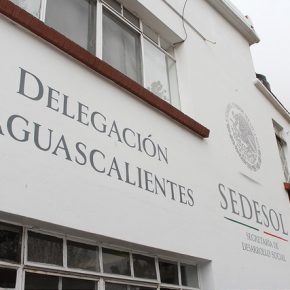 DELEGACIÓN
AGUASCALIENTES
SEDESOL
SECRETARÍA DE
DESARROLLO SOCIAL